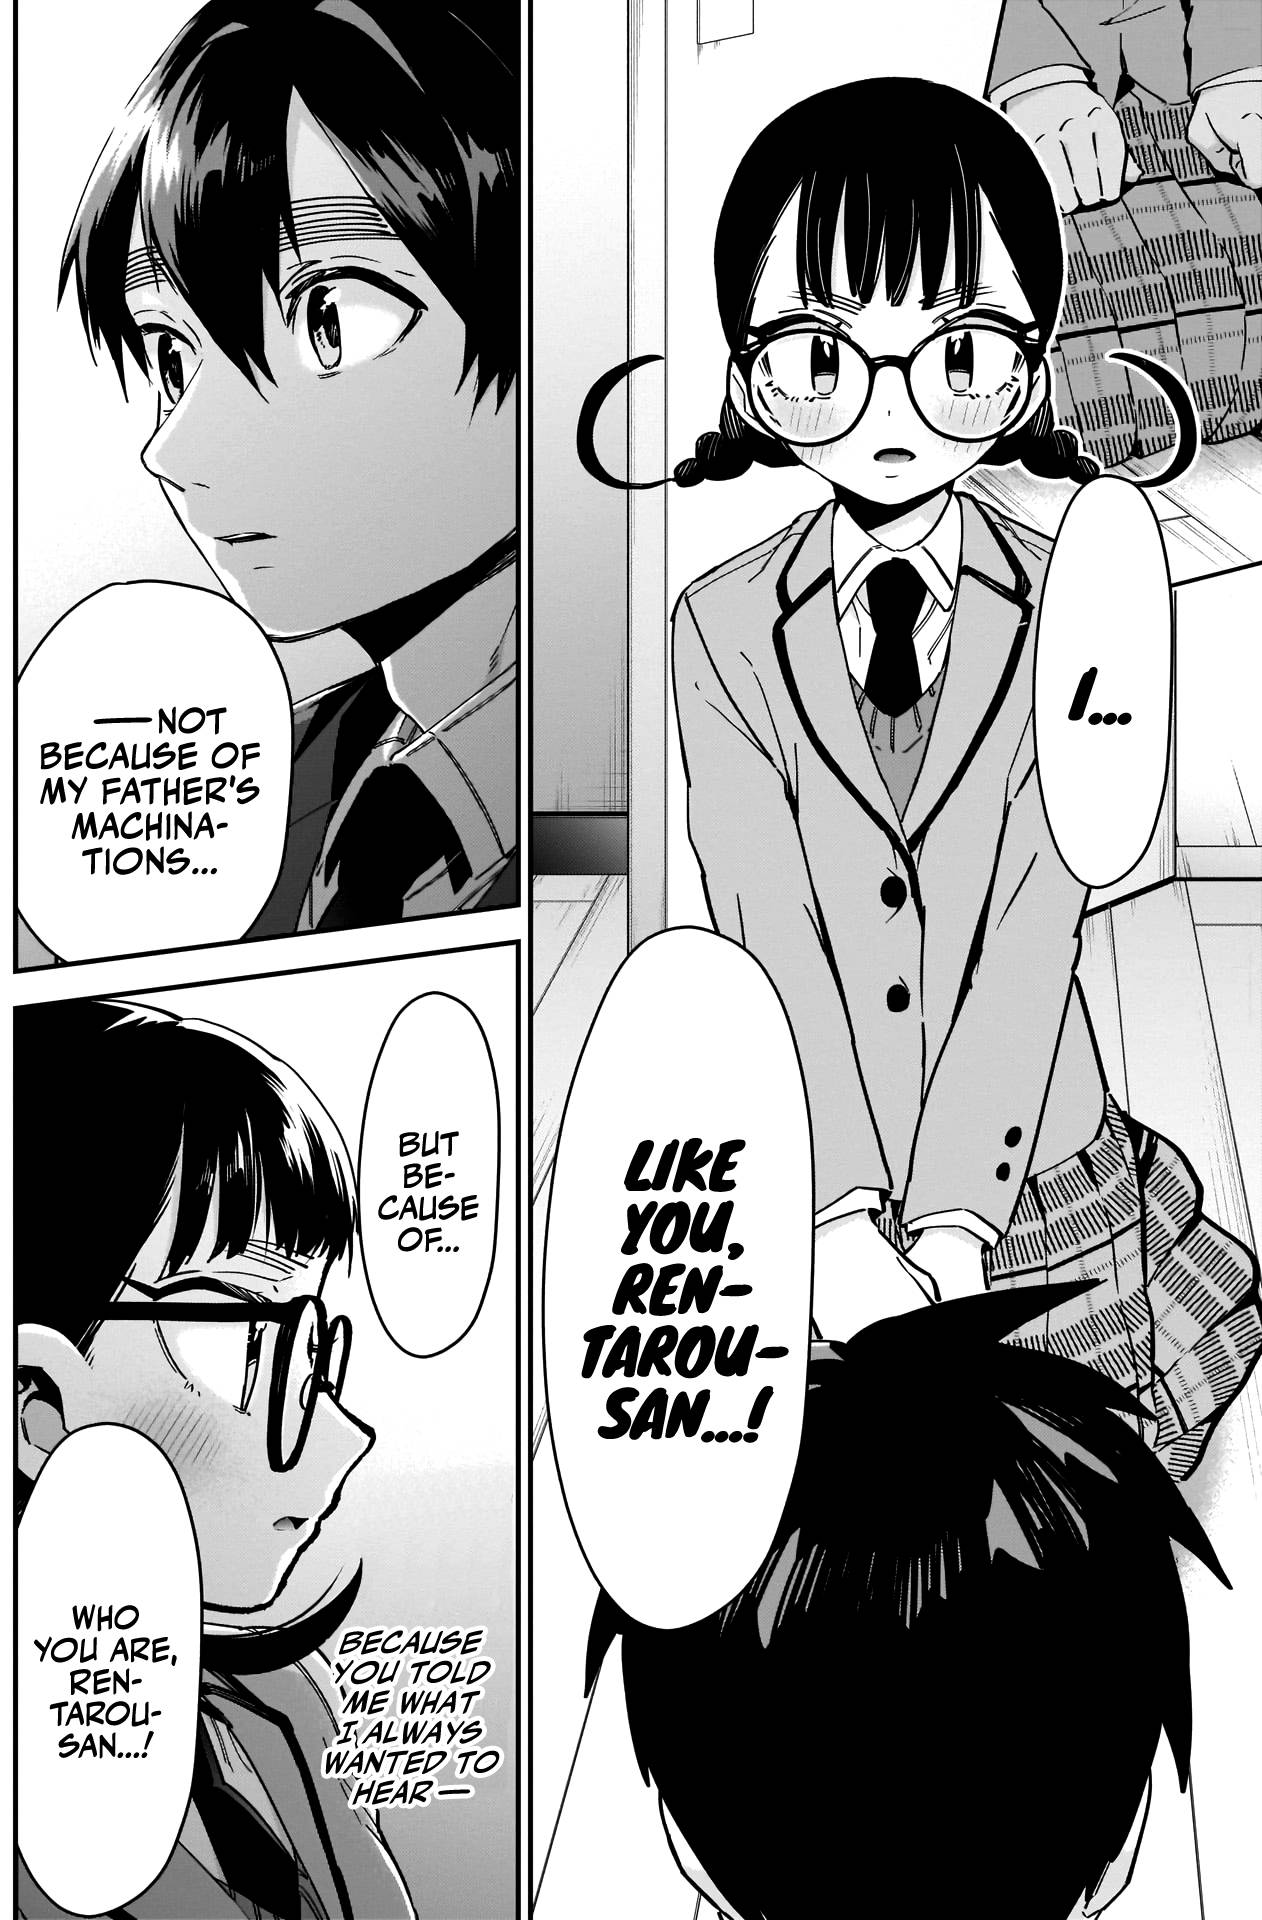 I...
LIKE
YOU,
REN-
TAROU-
SAN...!
——NOT
BECAUSE OF
MY FATHER'S
MACHINA-
TIONS...
BUT
BE-
CAUSE
OF...
BECAUSE
YOU TOLD
ME WHAT
I ALWAYS
WANTED TO
HEAR —
WHO
YOU ARE,
REN-
TAROU-
SAN...!